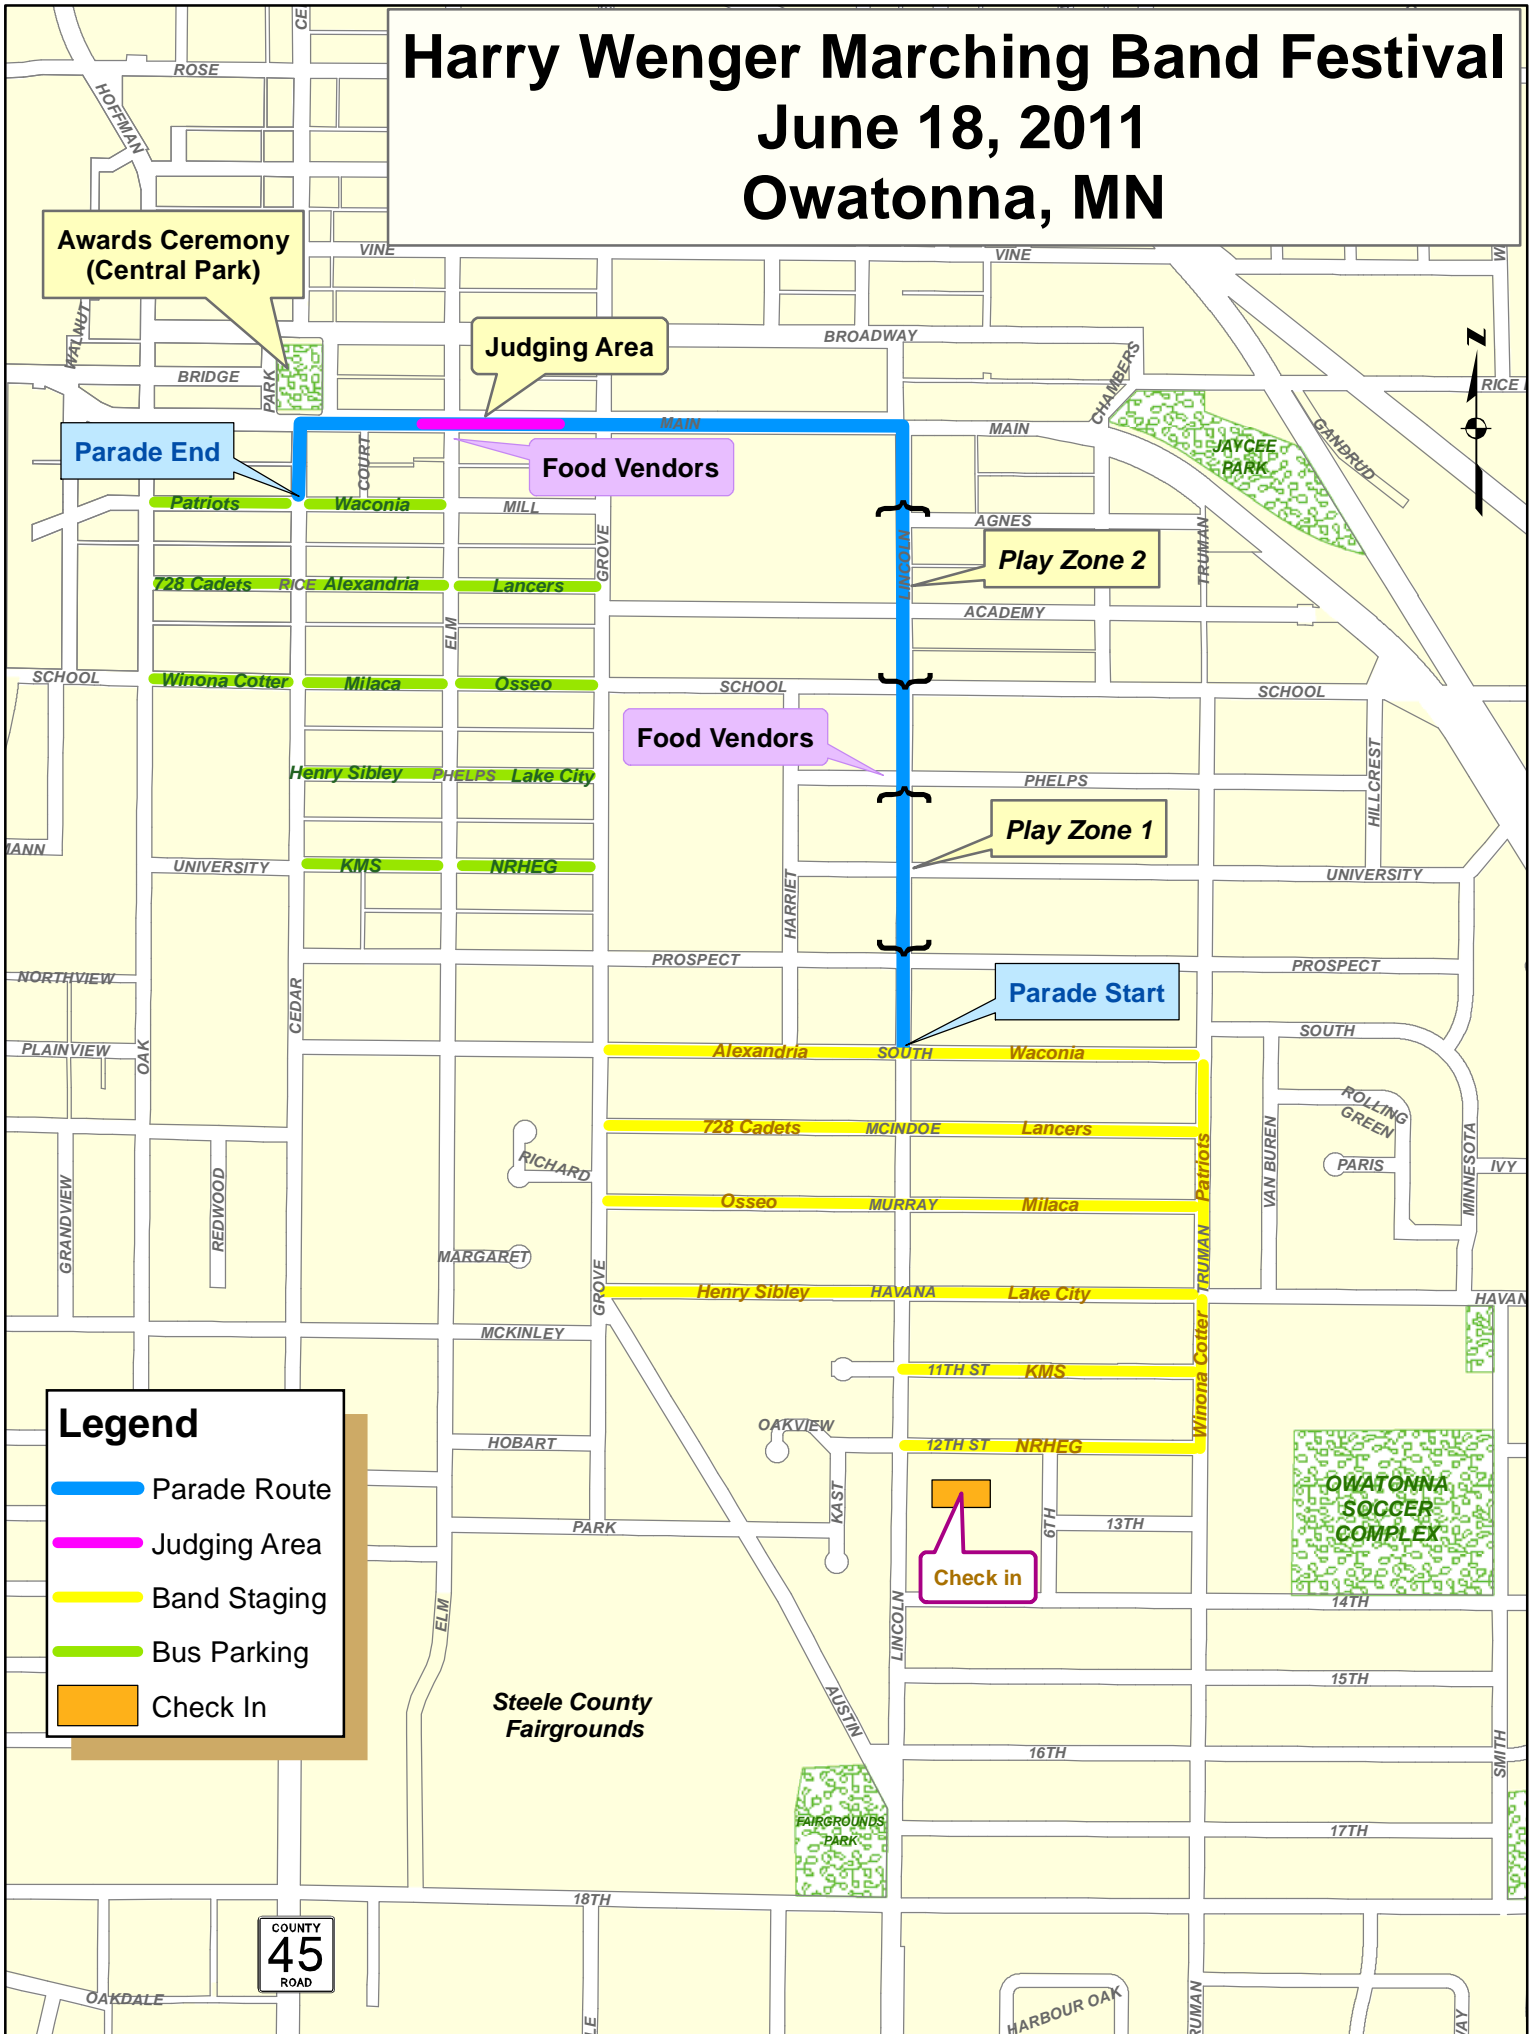 Harry Wenger Marching Band Festival
June 18, 2011
Owatonna, MN
ROSE
HOFFMAN
Awards Ceremony
(Central Park)
VINE
VINE
WALNUT
Judging Area
BROADWAY
CHAMBERS
BRIDGE
PARK
RICE
N
MAIN
MAIN
GANDRUD
JAYCEE
PARK
Parade End
COURT
Food Vendors
Patriots
Waconia
MILL
AGNES
GROVE
LINCOLN
TRUMAN
Play Zone 2
728 Cadets
RICE
Alexandria
Lancers
ACADEMY
ELM
SCHOOL
Winona Cotter
Milaca
Osseo
SCHOOL
SCHOOL
Food Vendors
HILLCREST
Henry Sibley
PHELPS
Lake City
PHELPS
Play Zone 1
MANN
UNIVERSITY
KMS
NRHEG
UNIVERSITY
HARRIET
PROSPECT
PROSPECT
NORTHVIEW
CEDAR
Parade Start
SOUTH
PLAINVIEW
OAK
Alexandria
SOUTH
Waconia
ROLLING
GREEN
728 Cadets
MCINDOE
Lancers
Patriots
VAN BUREN
MINNESOTA
RICHARD
PARIS
IVY
GRANDVIEW
REDWOOD
Osseo
MURRAY
Milaca
MARGARET
TRUMAN
GROVE
Henry Sibley
HAVANA
Lake City
HAVAN
MCKINLEY
Winona Cotter
11TH ST
KMS
Legend
Parade Route
Judging Area
Band Staging
Bus Parking
Check In
OAKVIEW
HOBART
12TH ST
NRHEG
OWATONNA
SOCCER
COMPLEX
KAST
PARK
6TH
13TH
Check in
14TH
ELM
LINCOLN
15TH
Steele County
Fairgrounds
AUSTIN
16TH
SMITH
FAIRGROUNDS
PARK
17TH
18TH
COUNTY
45
ROAD
OAKDALE
HARBOUR OAK
RUMAN